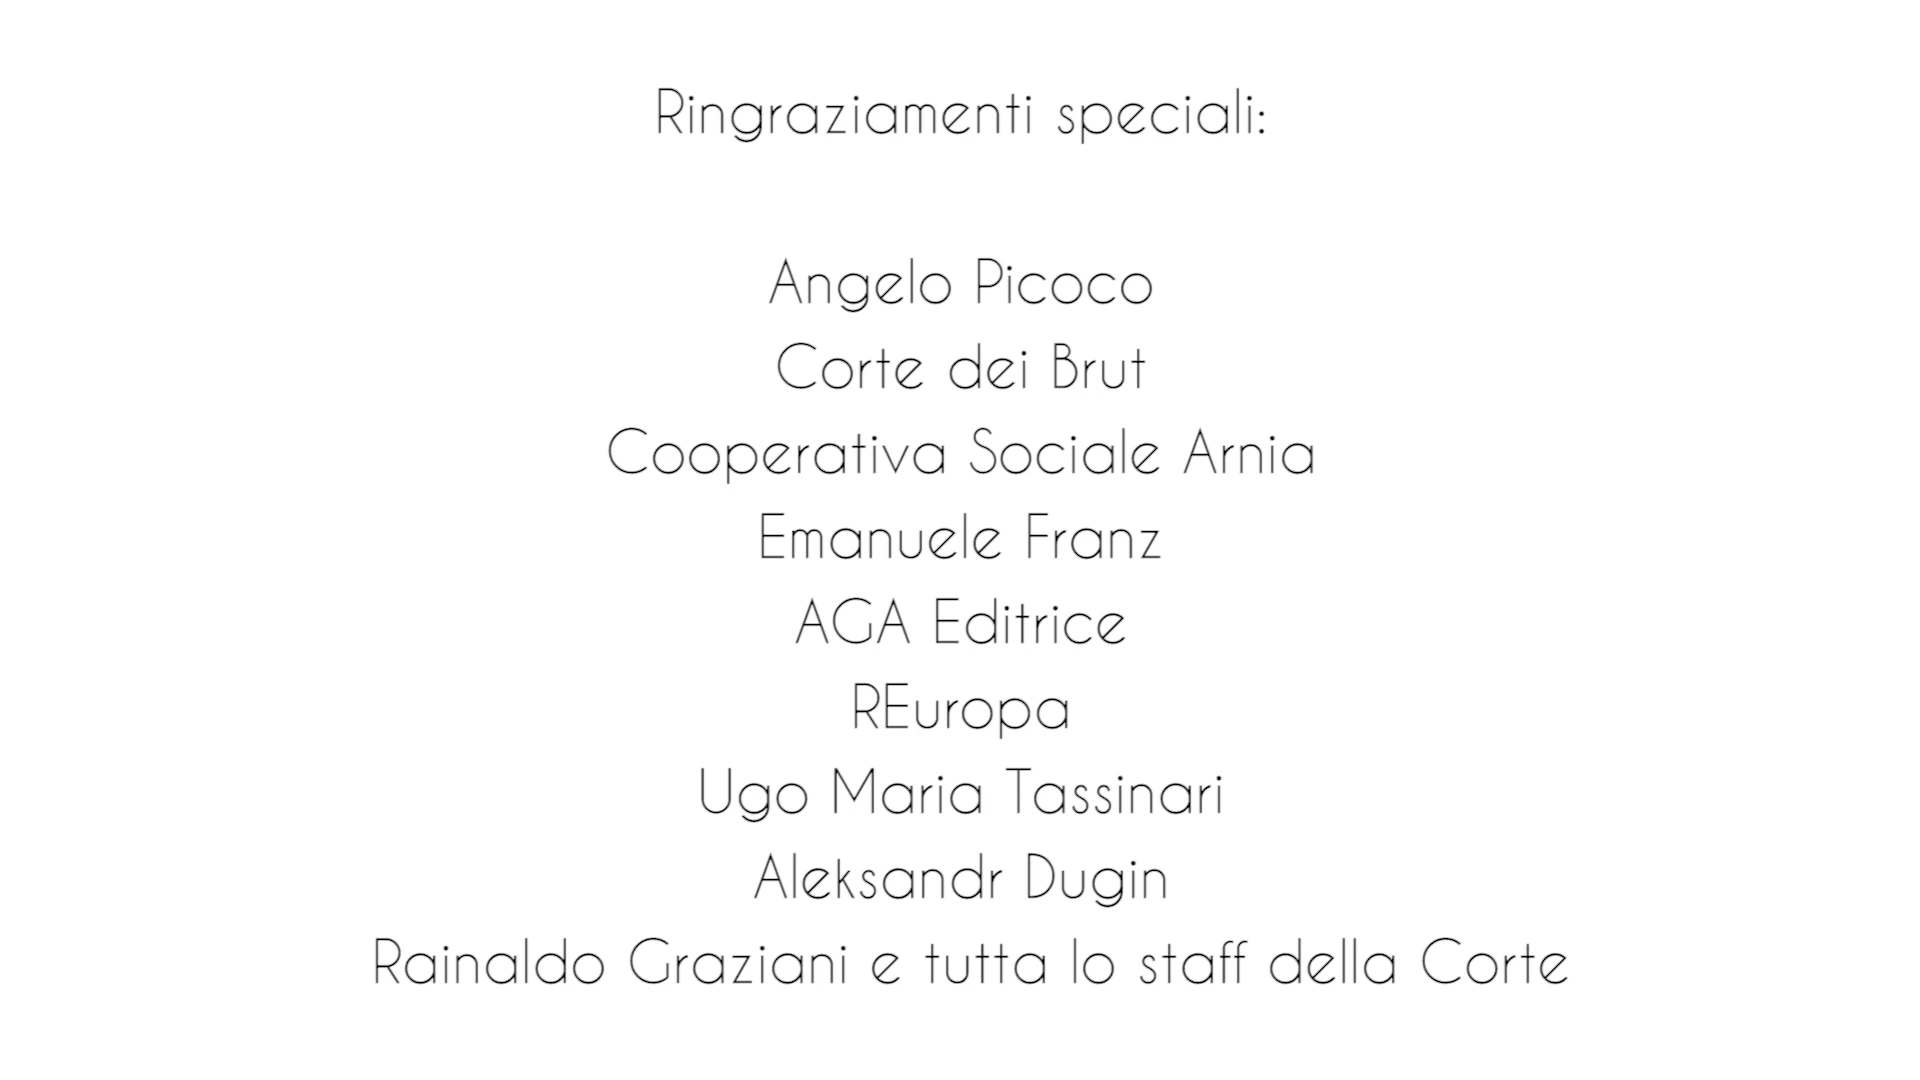 Ringraziamenti speciali:
Angelo Picoco
Corte dei Brut
Cooperativa Sociale Arnia
Emanuele Franz
AGA Editrice
REuropa
Ugo Maria Tassinari
Aleksandr Dugin
Rainaldo Graziani e tutta lo staff della Corte